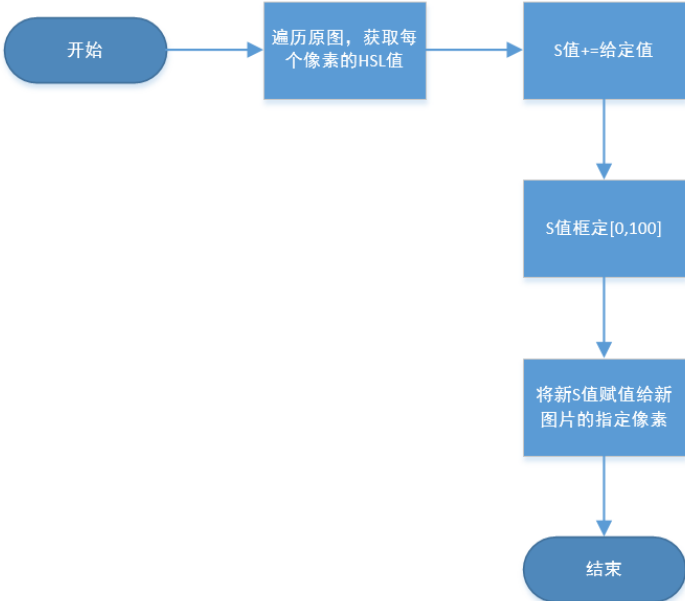 开始
遍历原图，获取每
个像素的HSL值
S值+=给定值
S值框定[0,100]
将新S值赋值给新
图片的指定像素
结束